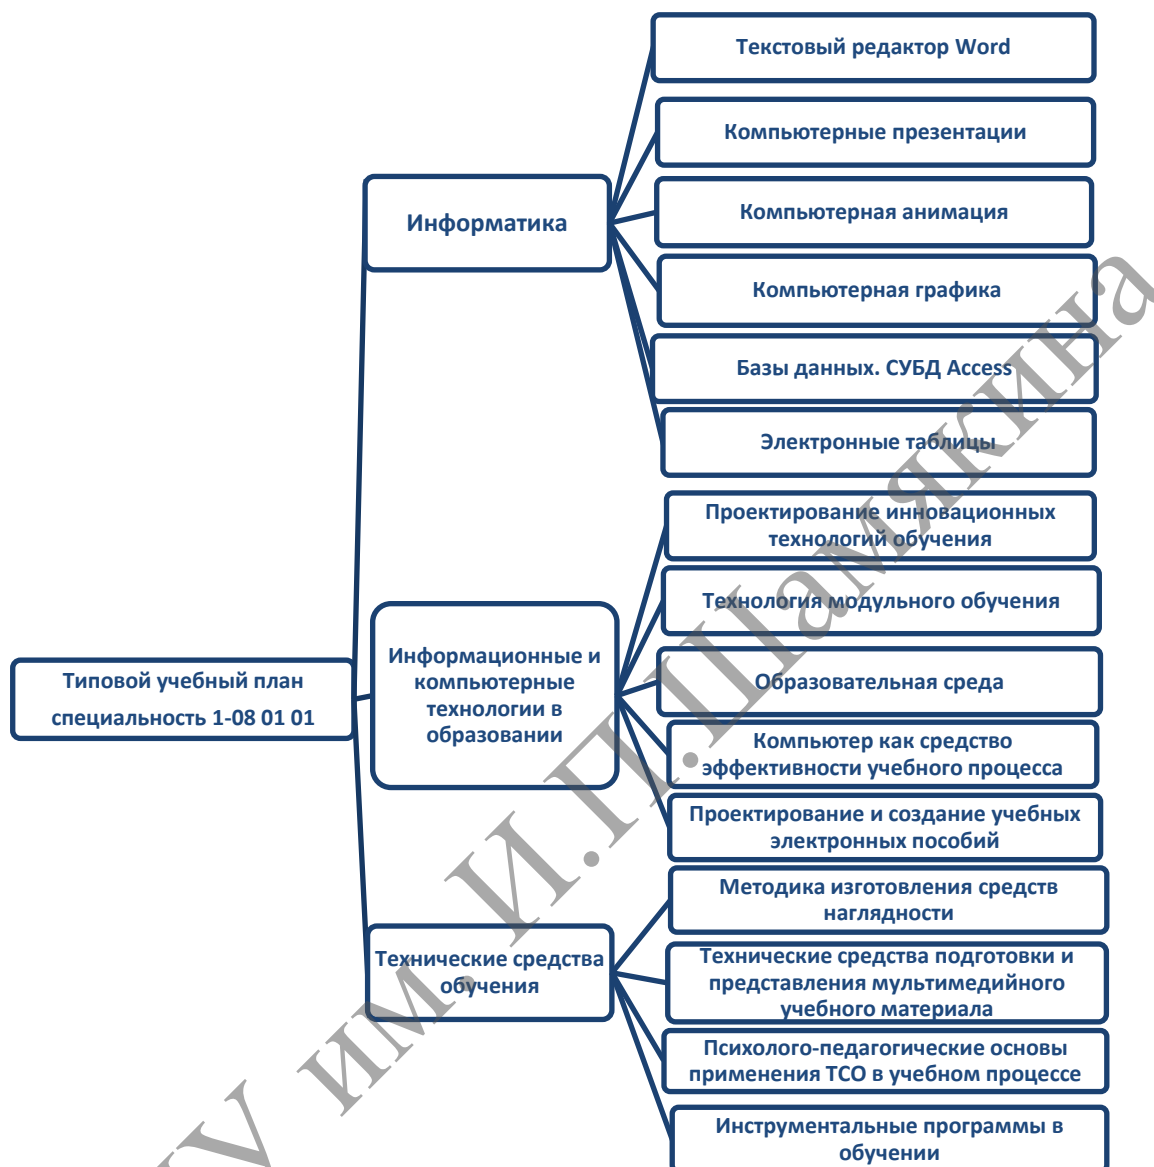 Типовой учебный план
специальность 1-08 01 01
Информатика
Текстовый редактор Word
Компьютерные презентации
Компьютерная анимация
Компьютерная графика
Базы данных. СУБД Access
Электронные таблицы
Информационные и
компьютерные
технологии в
образовании
Проектирование инновационных
технологий обучения
Технология модульного обучения
Образовательная среда
Компьютер как средство
эффективности учебного процесса
Проектирование и создание учебных
электронных пособий
Технические средства
обучения
Методика изготовления средств
наглядности
Технические средства подготовки и
представления мультимедийного
учебного материала
Психолого-педагогические основы
применения ТСО в учебном процессе
Инструментальные программы в
обучении
им. И.П.Шамякина